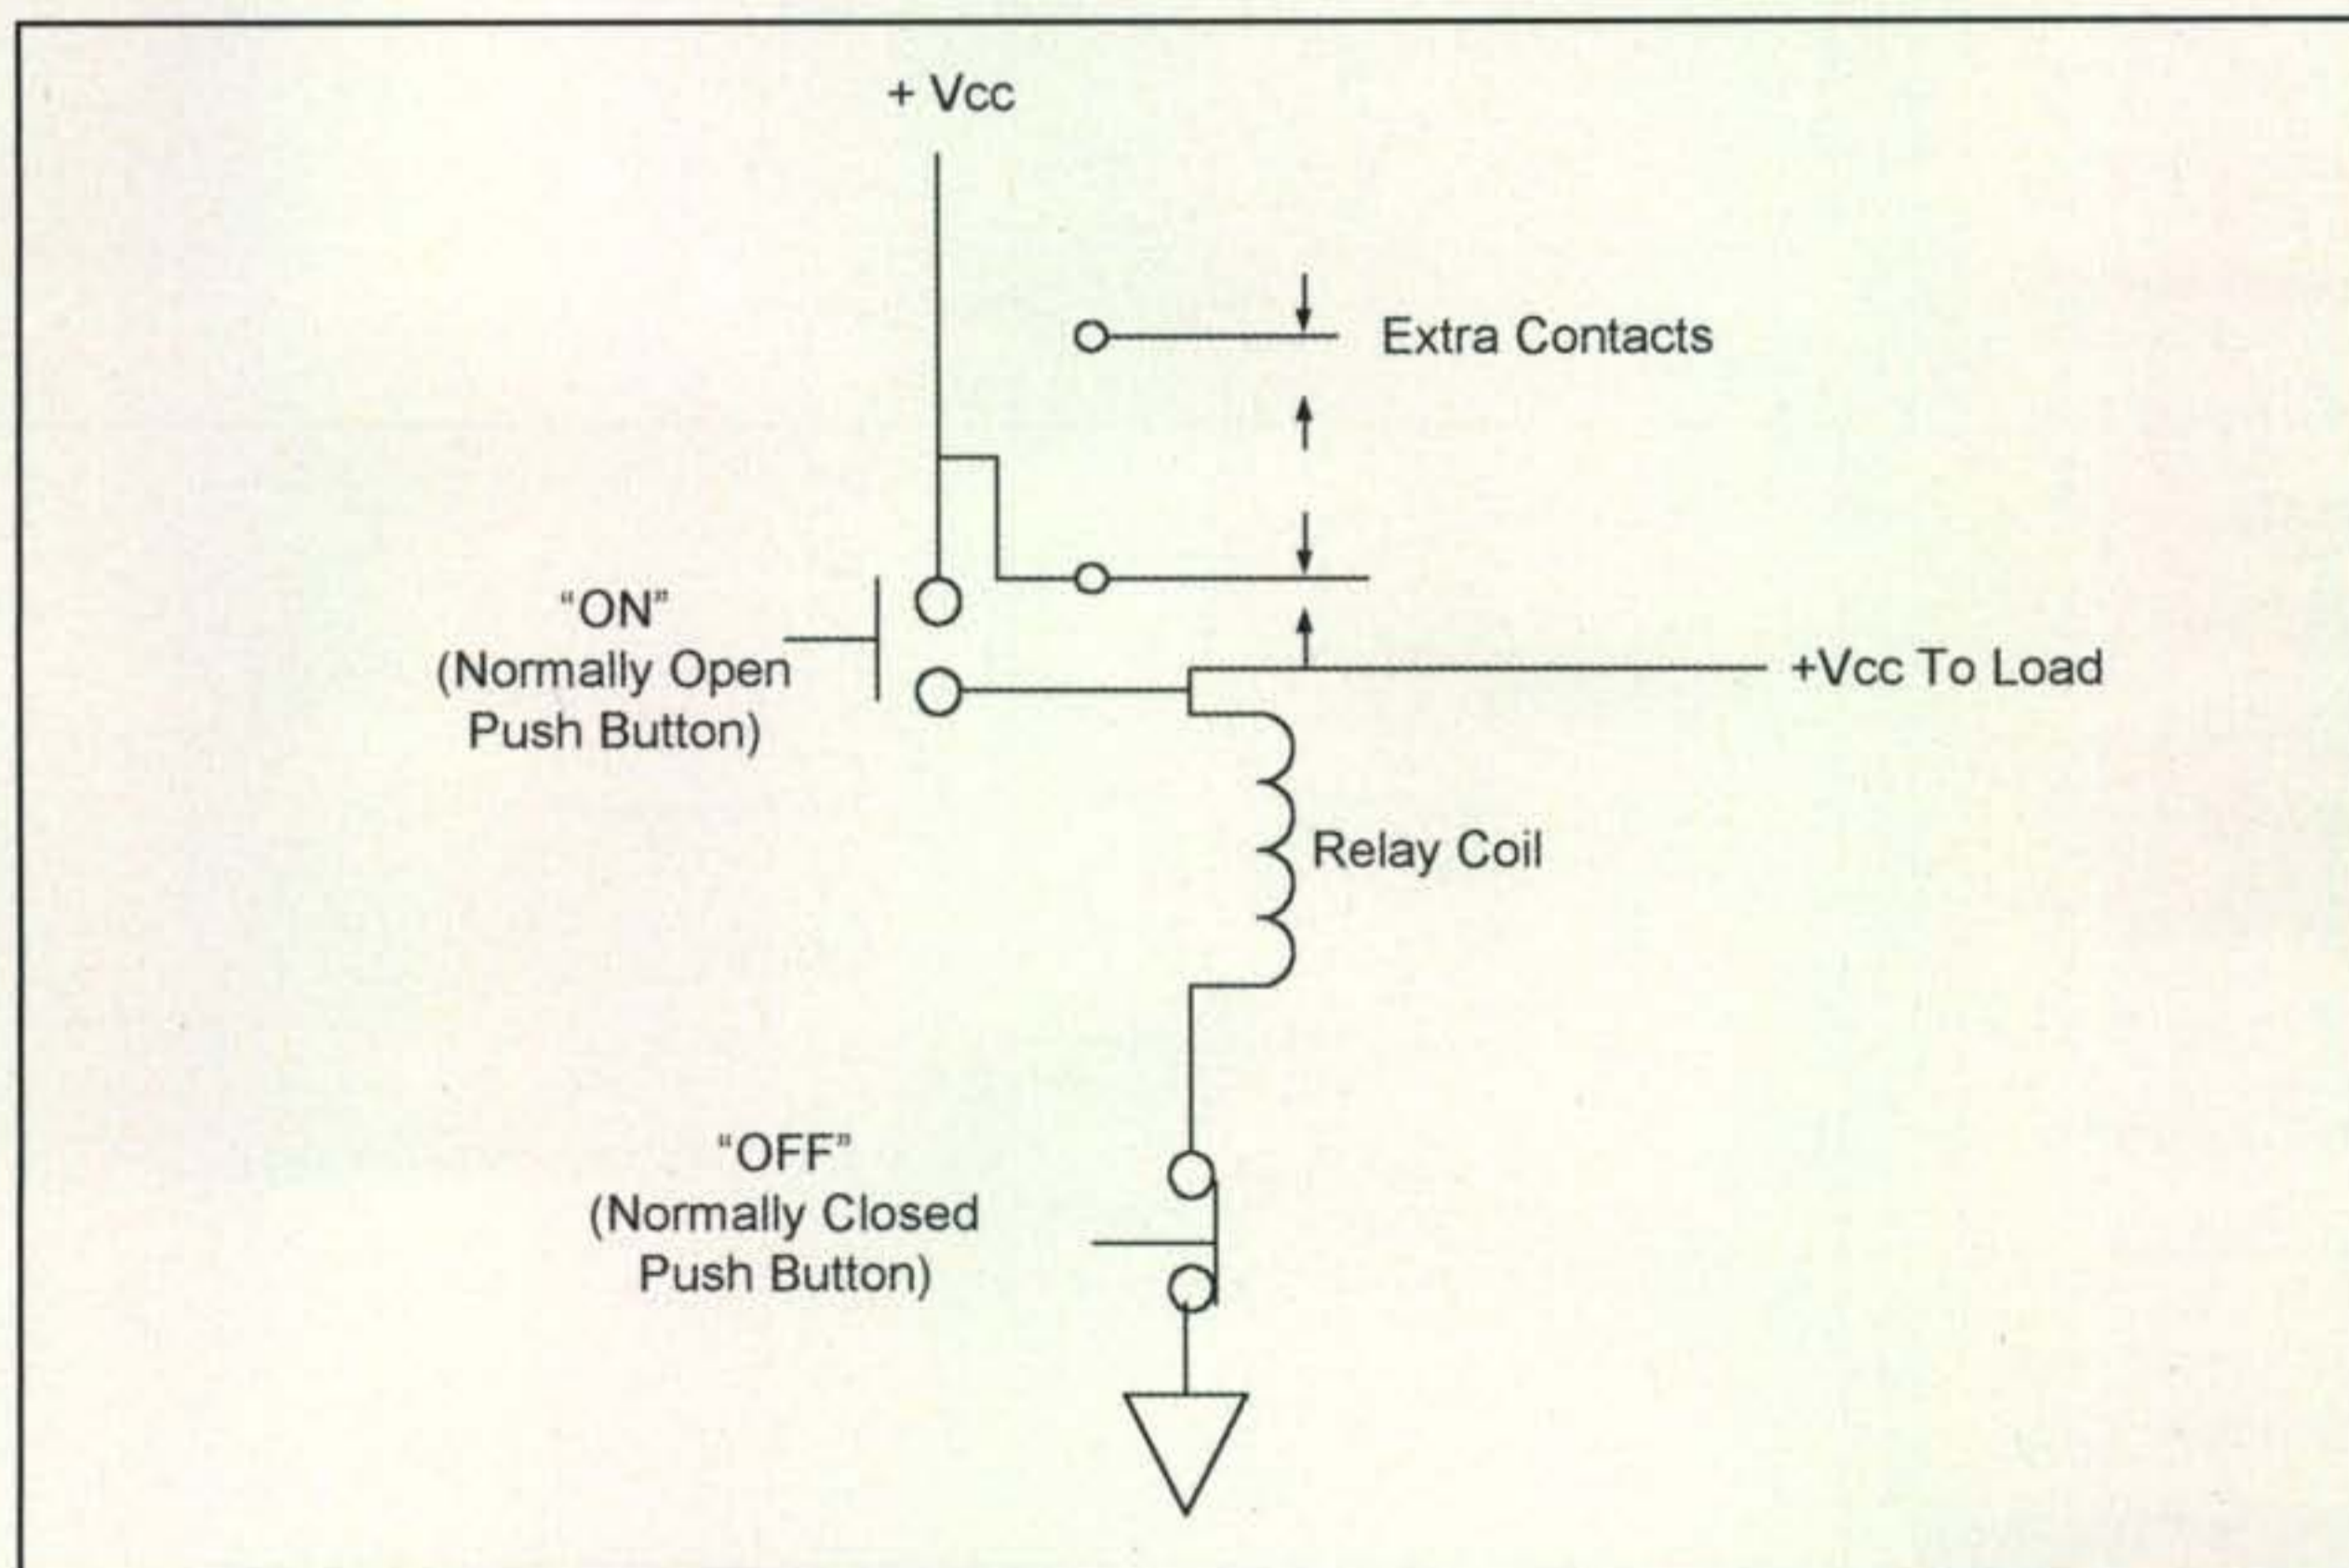 + Vcc
Extra Contacts
“ON”
(Normally Open
Push Button)
+Vcc To Load
Relay Coil
“OFF”
(Normally Closed
Push Button)